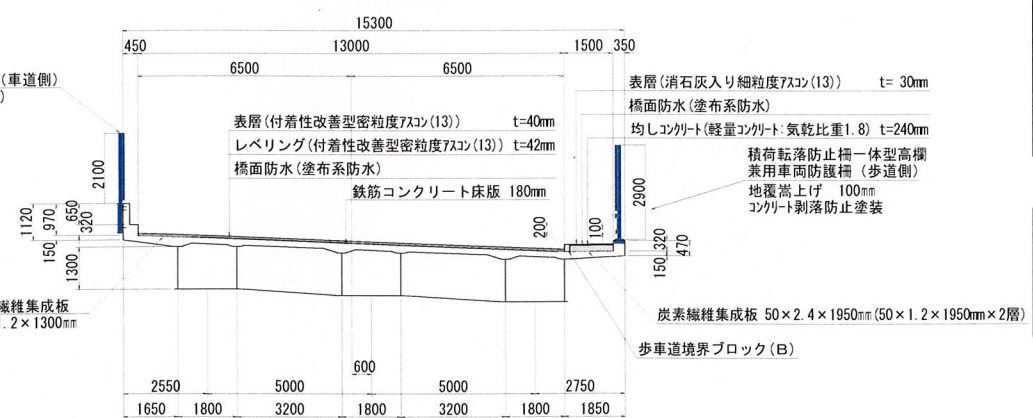 15300
450
13000
1500
350
6500
6500
(車道側)
)
表層(消石灰入り細粒度アスコン(13)) t= 30mm
橋面防水(塗布系防水)
均しコンクリート(軽量コンクリート:気乾比重1.8) t=240mm
表層(付着性改善型密粒度アスコン(13)) t=40mm
レベリング(付着性改善型密粒度アスコン(13)) t=42mm
橋面防水(塗布系防水)
鉄筋コンクリート床版 180mm
積荷転落防止柵一体型高欄
兼用車両防護柵(歩道側)
地覆嵩上げ 100mm
コンクリート剥落防止塗装
2100
2900
1120
970
650
320
150
1300
200
100
320
470
150
繊維集成板
1.2×1300mm
炭素繊維集成板 50×2.4×1950mm(50×1.2×1950mm×2層)
歩車道境界ブロック(B)
600
2550
5000
5000
2750
1650
1800
3200
1800
3200
1800
1850